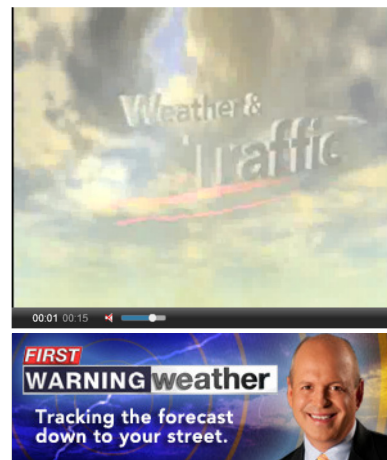 Weather &
Traffic
00:01 00:15
FIRST
WARNING weather
Tracking the forecast
down to your street.